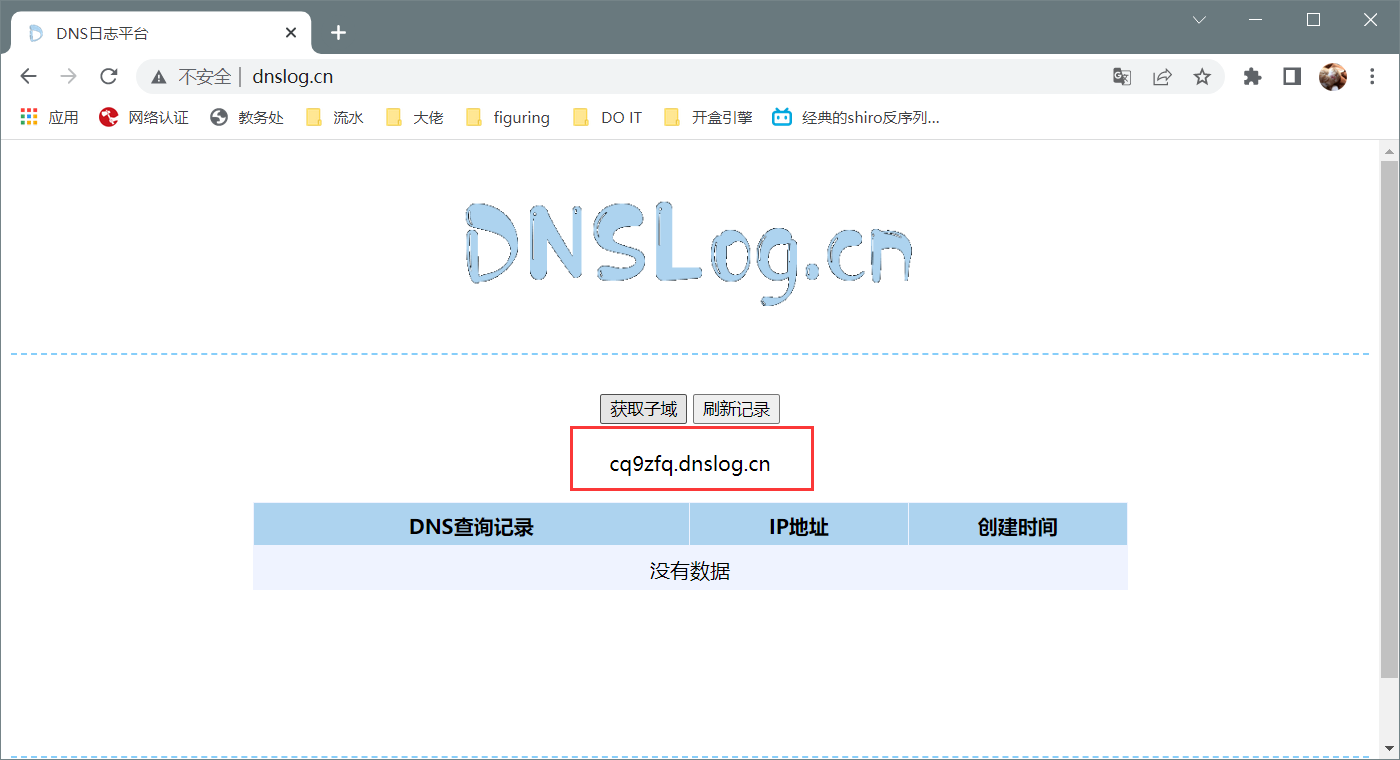 DNS日志平台
不安全 | dnslog.cn
应用 网络认证 教务处 流水 大佬 figuring DO IT 开盒引擎 经典的shiro反序列...
DNSLog.cn
获取子域 刷新记录
cq9zfq.dnslog.cn
DNS查询记录 IP地址 创建时间
没有数据